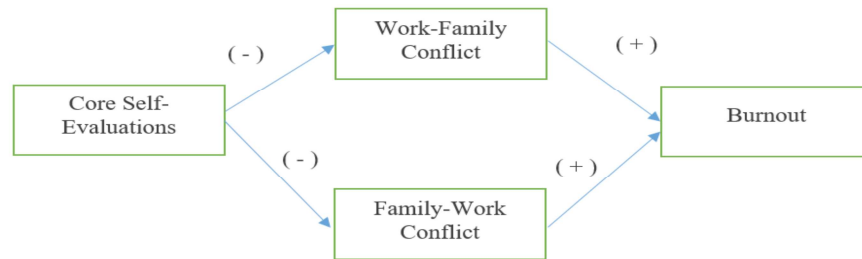 Work-Family
Conflict
( - )
( + )
Core Self-
Evaluations
Burnout
( - )
( + )
Family-Work
Conflict